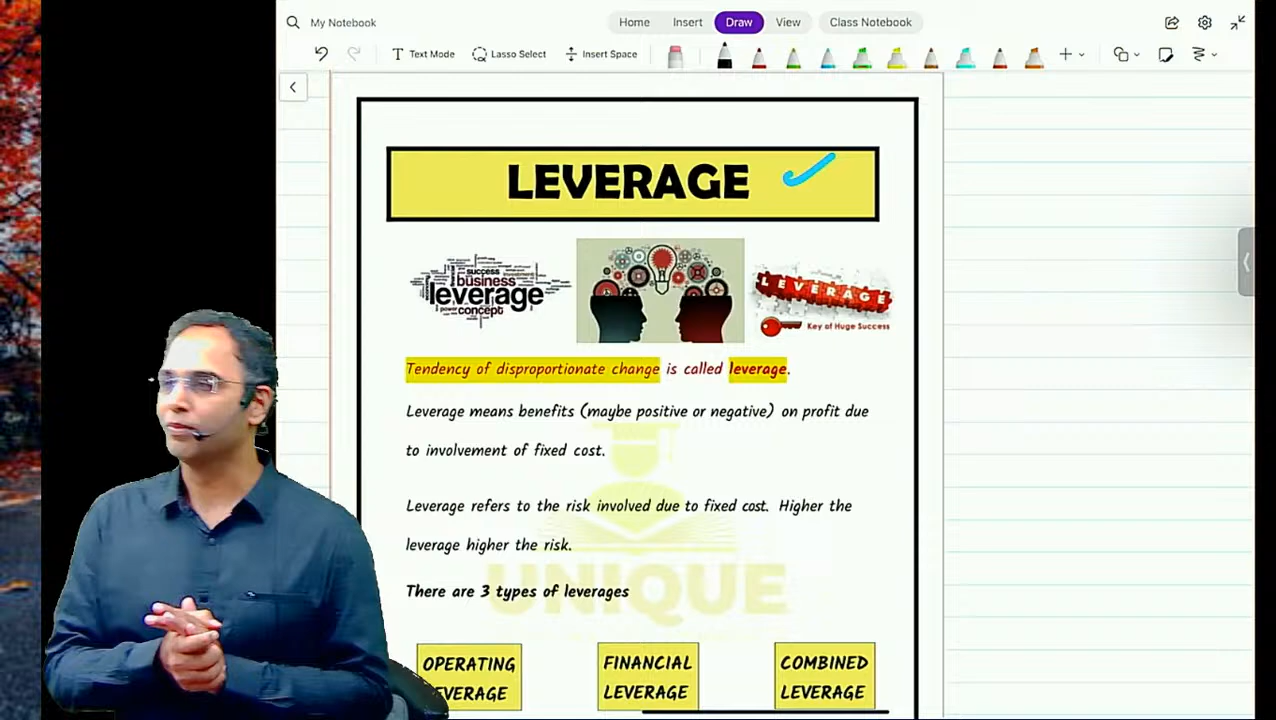 My Notebook
Home Insert Draw View Class Notebook
Text Mode Lasso Select Insert Space
LEVERAGE
success
business investment
leverage
power concept
LEVERAGE
Key of Huge Success
Tendency of disproportionate change is called leverage.
Leverage means benefits (maybe positive or negative) on profit due
to involvement of fixed cost.
Leverage refers to the risk involved due to fixed cost. Higher the
leverage higher the risk.
There are 3 types of leverages
UNIQUE
OPERATING
EVERAGE
FINANCIAL
LEVERAGE
COMBINED
LEVERAGE